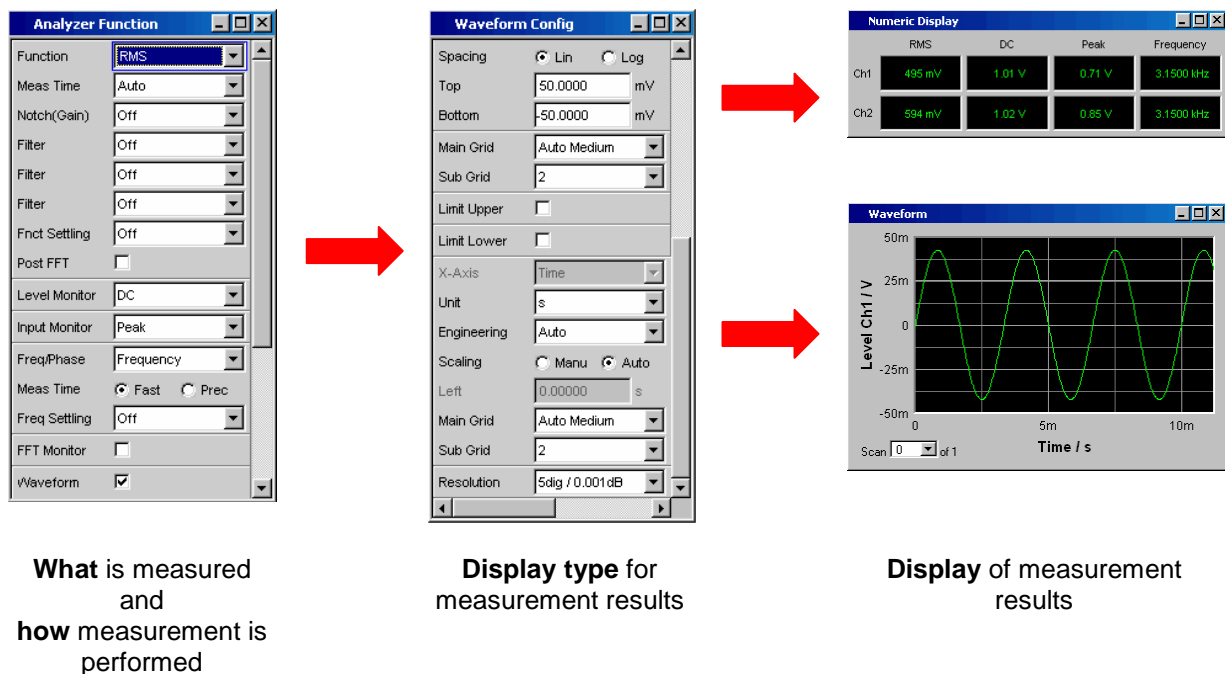 Analyzer Function
Function RMS
Meas Time Auto
Notch(Gain) Off
Filter Off
Filter Off
Filter Off
Fnct Settling Off
Post FFT
Level Monitor DC
Input Monitor Peak
Freq/Phase Frequency
Meas Time Fast Prec
Freq Settling Off
FFT Monitor
Waveform
What is measured
and
how measurement is
performed
Waveform Config
Spacing Lin Log
Top 50.0000 mV
Bottom -50.0000 mV
Main Grid Auto Medium
Sub Grid 2
Limit Upper
Limit Lower
X-Axis Time
Unit s
Engineering Auto
Scaling Manu Auto
Left 0.00000 s
Main Grid Auto Medium
Sub Grid 2
Resolution 5dig / 0.001dB
Display type for
measurement results
Numeric Display
RMS DC Peak Frequency
Ch1 495 mV 1.01 V 0.71 V 3.1500 kHz
Ch2 594 mV 1.02 V 0.85 V 3.1500 kHz
Waveform
Level Ch1 / V
50m
25m
0
-25m
-50m
0 5m 10m
Scan 0 of 1
Time / s
Display of measurement
results